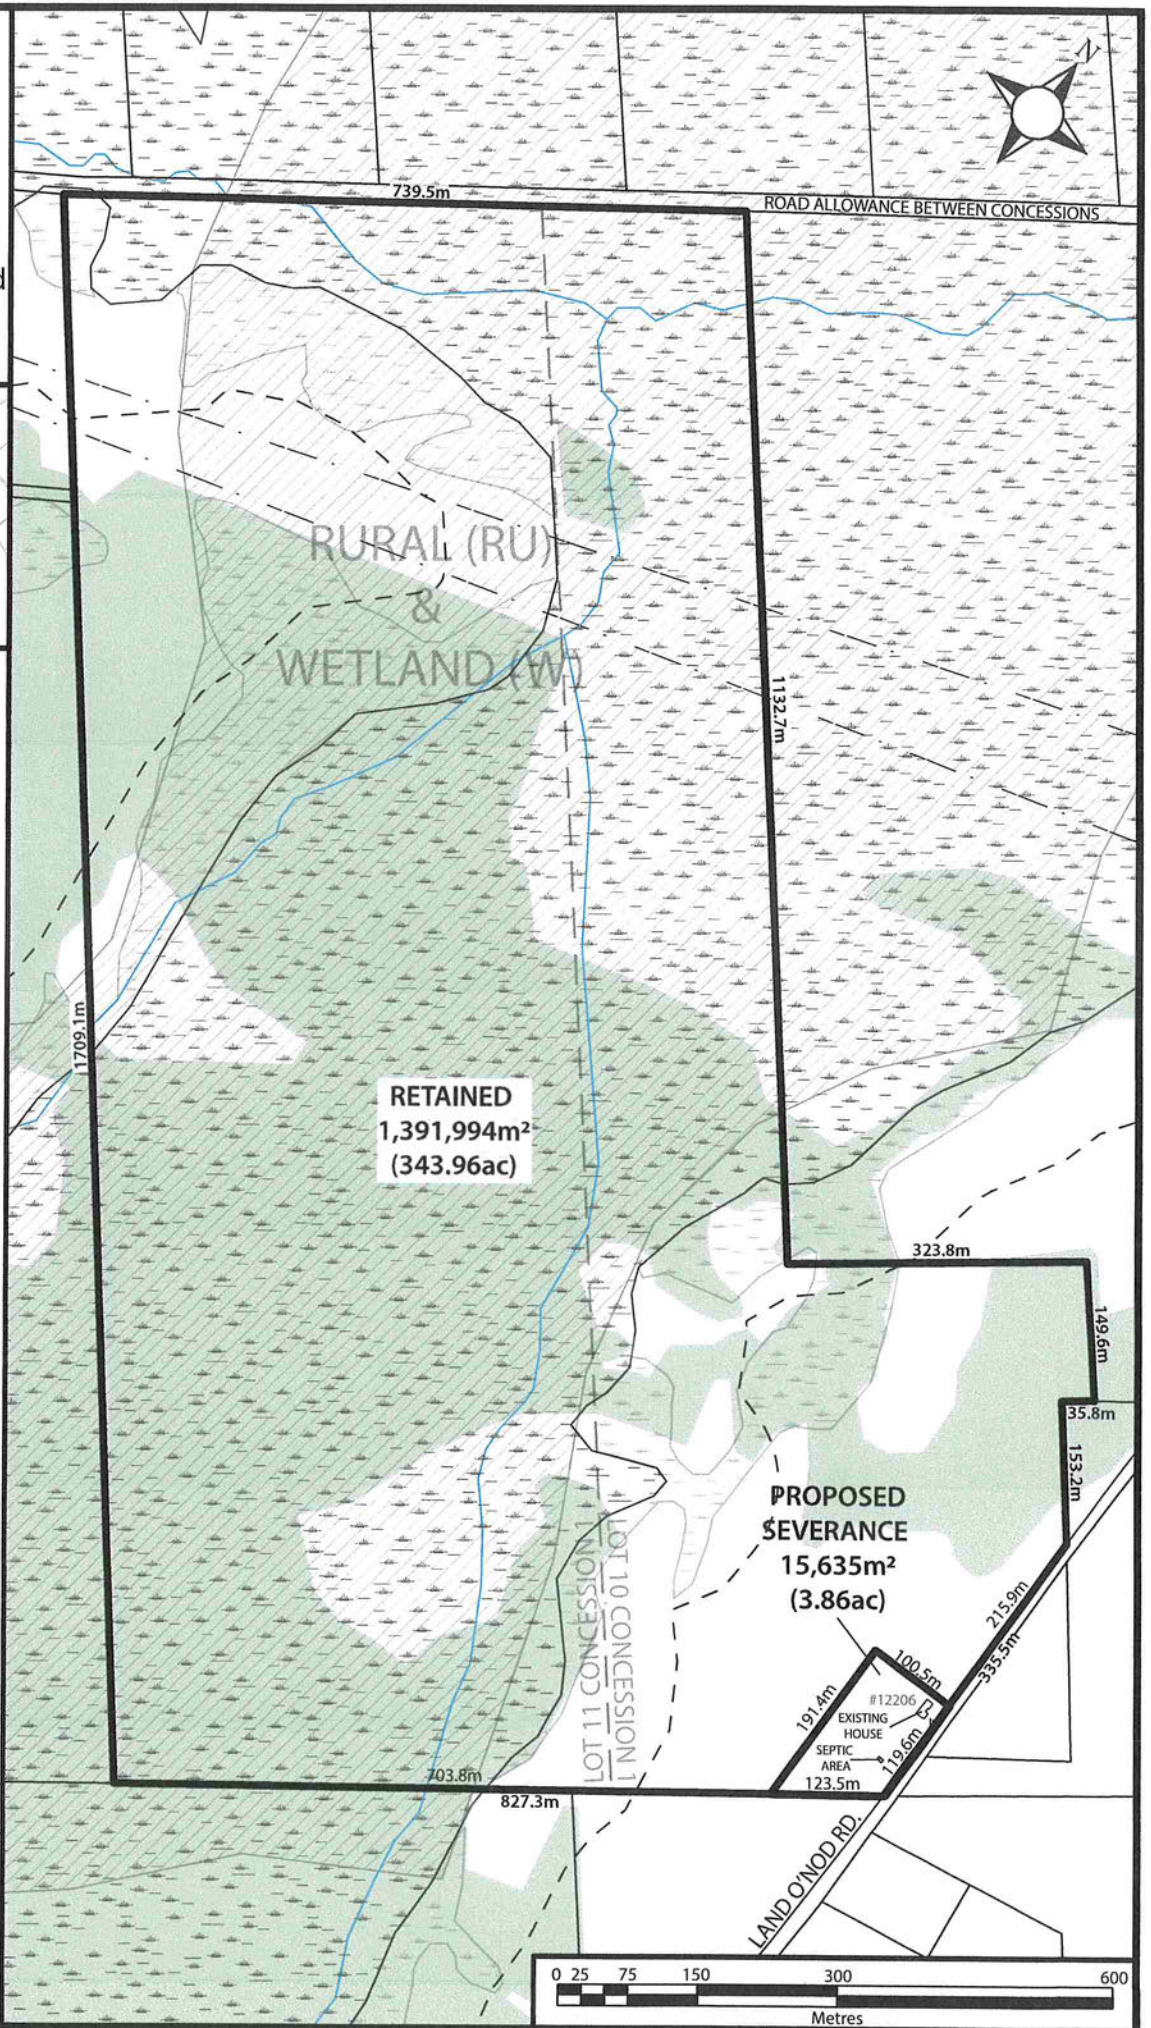 N
739.5m
ROAD ALLOWANCE BETWEEN CONCESSIONS
d
RURAL (RU)
&
WETLAND (W)
1132.7m
1709.1m
RETAINED
1,391,994m²
(343.96ac)
323.8m
149.6m
35.8m
153.2m
PROPOSED
SEVERANCE
15,635m²
(3.86ac)
LOT 11 CONCESSION 1
LOT 10 CONCESSION 1
215.9m
335.5m
100.5m
191.4m
#12206
EXISTING
HOUSE
SEPTIC
AREA
119.6m
123.5m
703.8m
827.3m
LAND O'NOD RD.
0 25 75 150 300 600
Metres